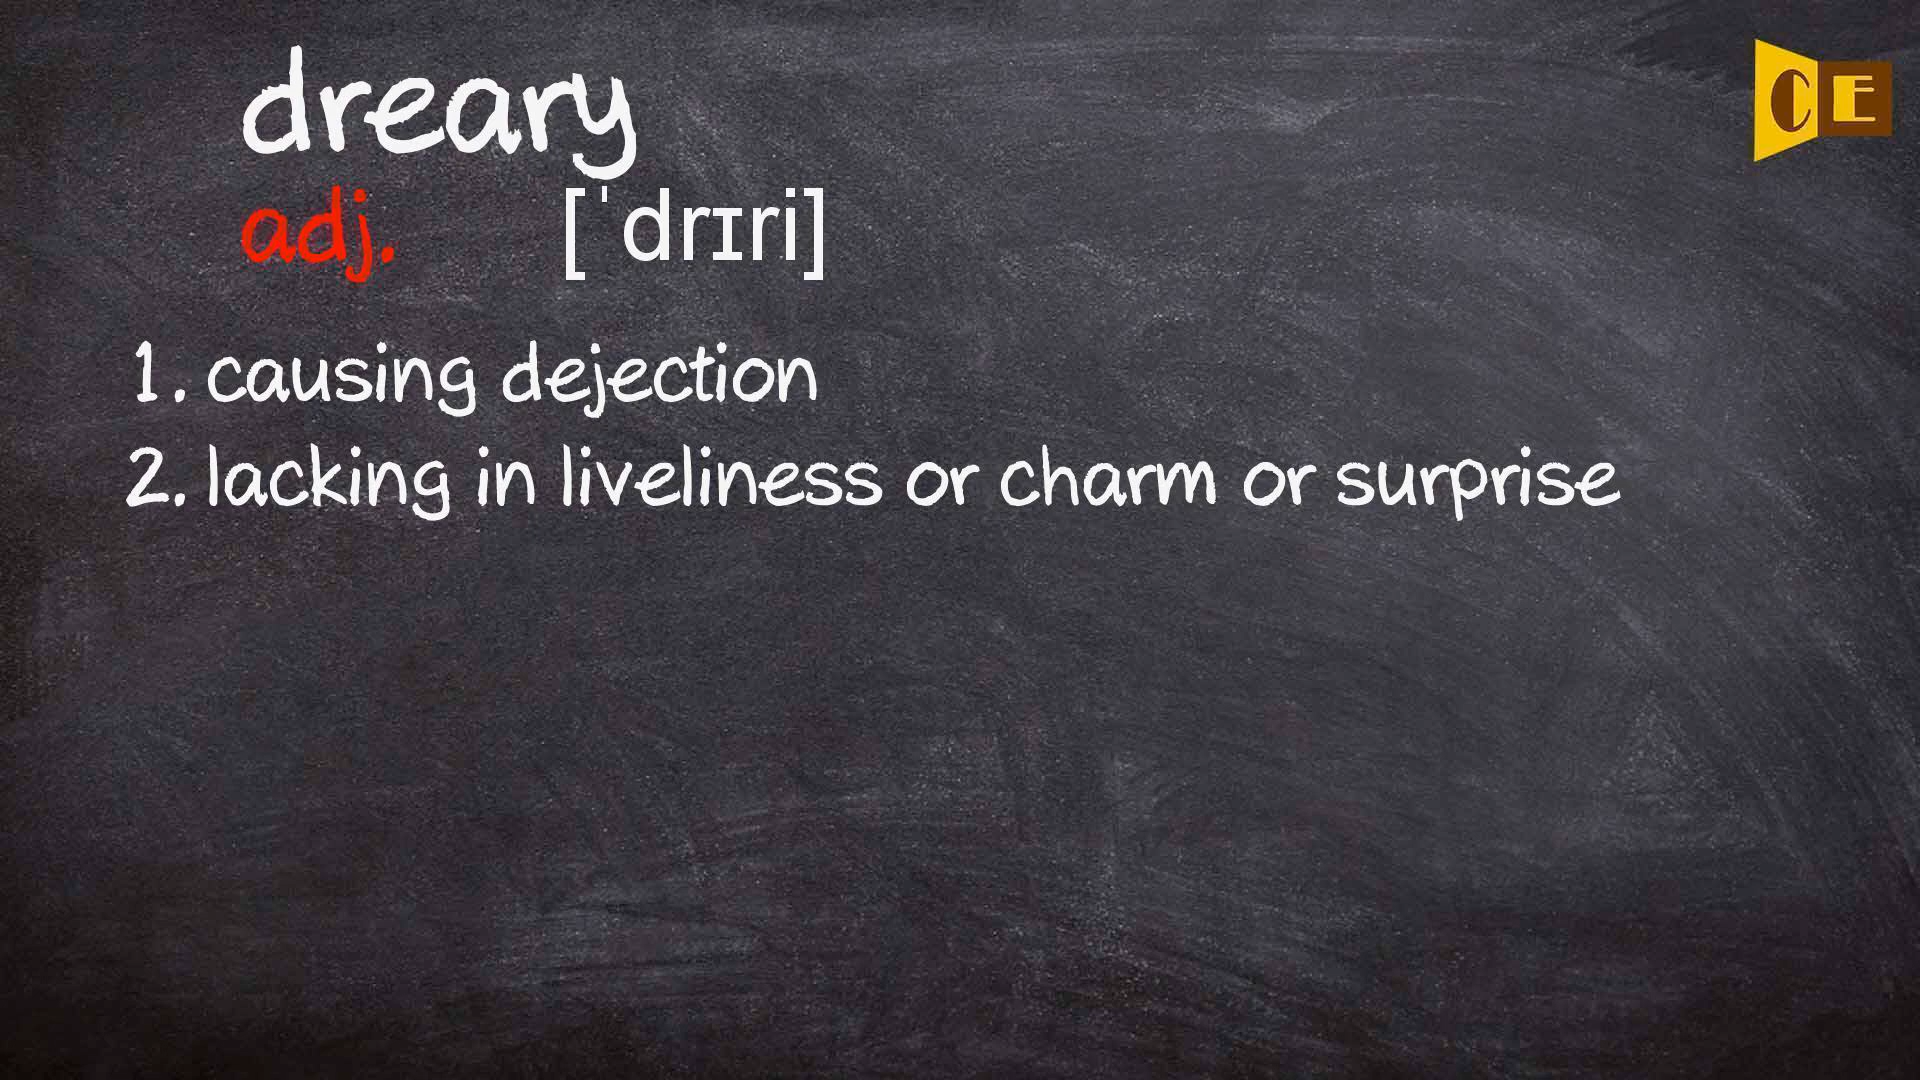 dreary
adj. [ˈdrɪri]
1. causing dejection
2. lacking in liveliness or charm or surprise
CE